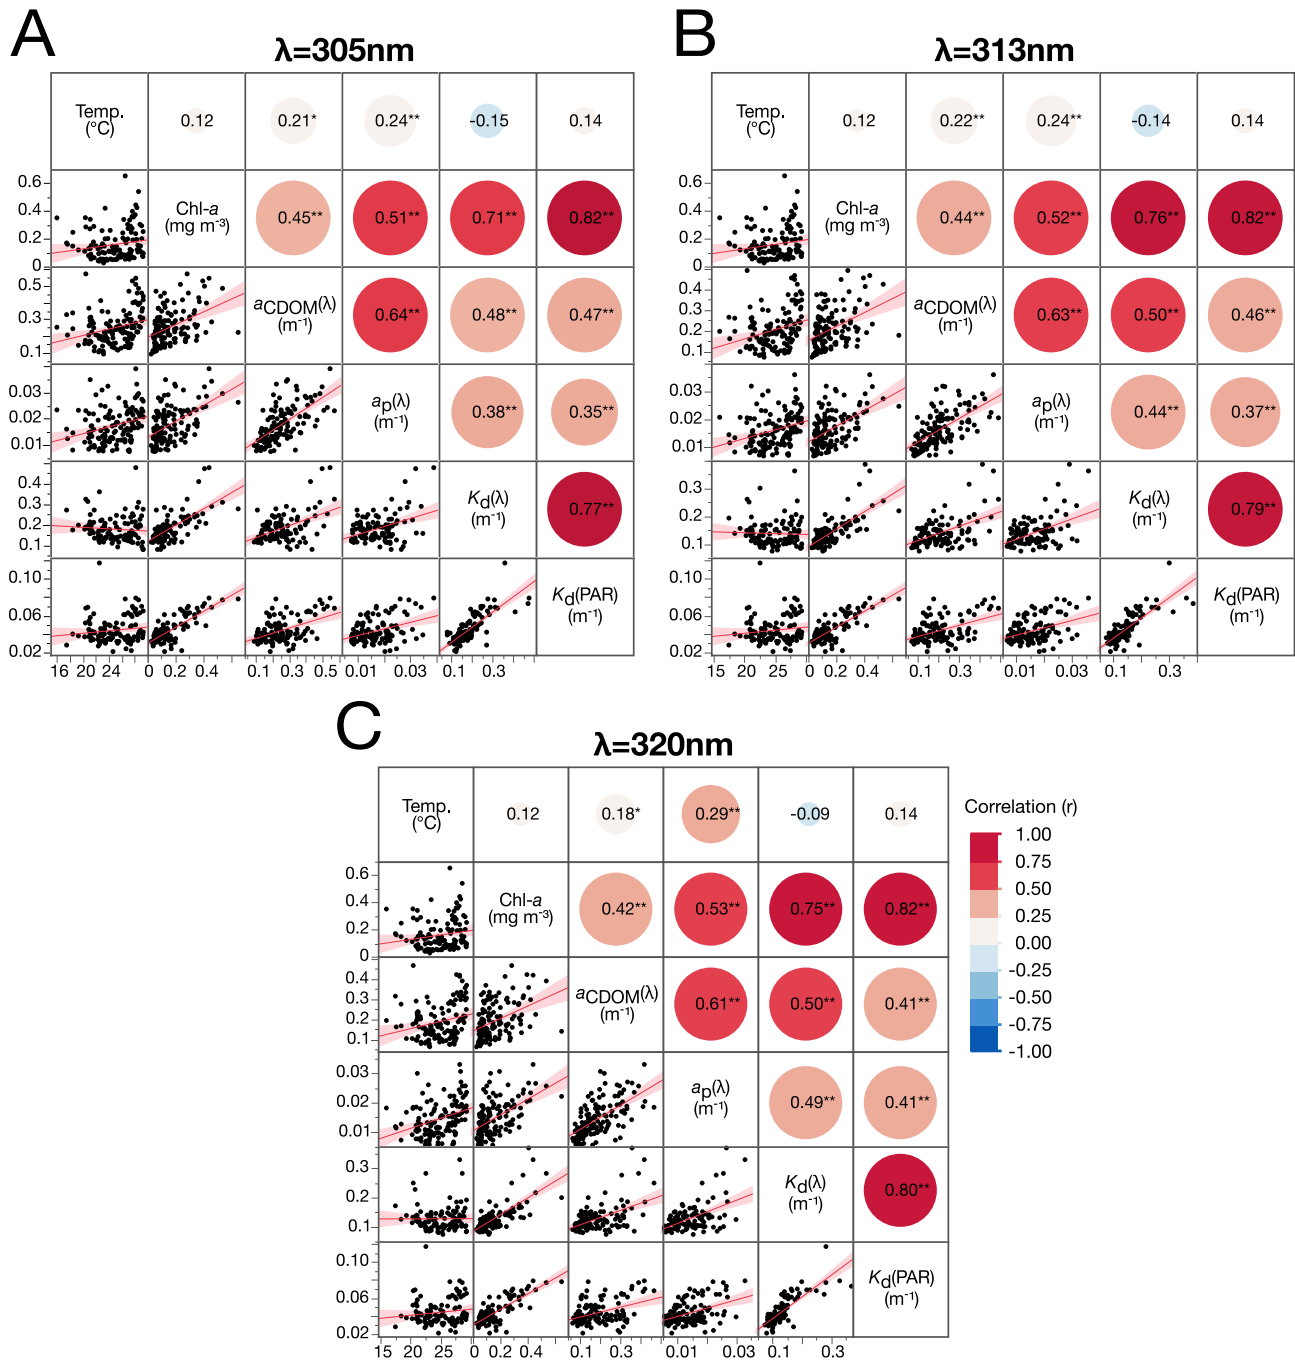 A
λ=305nm
Temp.
(°C)
0.12
0.21*
0.24**
-0.15
0.14
0.6
0.4
0.2
0
Chl-a
(mg m⁻³)
0.45**
0.51**
0.71**
0.82**
0.5
0.3
0.1
aCDOM(λ)
(m⁻¹)
0.64**
0.48**
0.47**
0.03
0.02
0.01
ap(λ)
(m⁻¹)
0.38**
0.35**
0.4
0.3
0.2
0.1
Kd(λ)
(m⁻¹)
0.77**
0.10
0.06
0.02
Kd(PAR)
(m⁻¹)
16 20 24 0 0.2 0.4 0.1 0.3 0.5 0.01 0.03 0.1 0.3
B
λ=313nm
Temp.
(°C)
0.12
0.22**
0.24**
-0.14
0.14
0.6
0.4
0.2
0
Chl-a
(mg m⁻³)
0.44**
0.52**
0.76**
0.82**
0.4
0.3
0.2
0.1
aCDOM(λ)
(m⁻¹)
0.63**
0.50**
0.46**
0.03
0.02
0.01
ap(λ)
(m⁻¹)
0.44**
0.37**
0.3
0.2
0.1
Kd(λ)
(m⁻¹)
0.79**
0.10
0.06
0.02
Kd(PAR)
(m⁻¹)
15 20 25 0 0.2 0.4 0.1 0.3 0.01 0.03 0.1 0.3
C
λ=320nm
Temp.
(°C)
0.12
0.18*
0.29**
-0.09
0.14
0.6
0.4
0.2
0
Chl-a
(mg m⁻³)
0.42**
0.53**
0.75**
0.82**
0.4
0.3
0.2
0.1
aCDOM(λ)
(m⁻¹)
0.61**
0.50**
0.41**
0.03
0.02
0.01
ap(λ)
(m⁻¹)
0.49**
0.41**
0.3
0.2
0.1
Kd(λ)
(m⁻¹)
0.80**
0.10
0.06
0.02
Kd(PAR)
(m⁻¹)
15 20 25 0 0.2 0.4 0.1 0.3 0.01 0.03 0.1 0.3
Correlation (r)
1.00
0.75
0.50
0.25
0.00
-0.25
-0.50
-0.75
-1.00